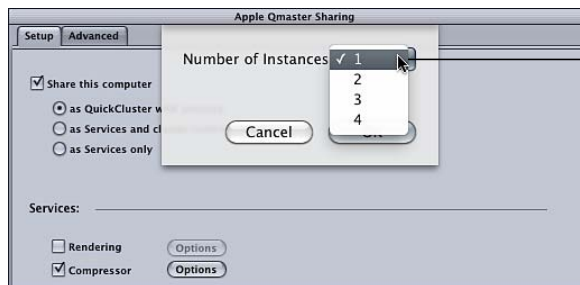 Apple Qmaster Sharing
Setup Advanced
Number of Instances ✓ 1
2
3
4
Cancel
Share this computer
as QuickCluster
as Services and
as Services only
Services:
Rendering Options
Compressor Options